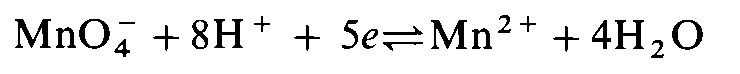 MnO₄⁻ + 8H⁺ + 5e⇌Mn²⁺ + 4H₂O